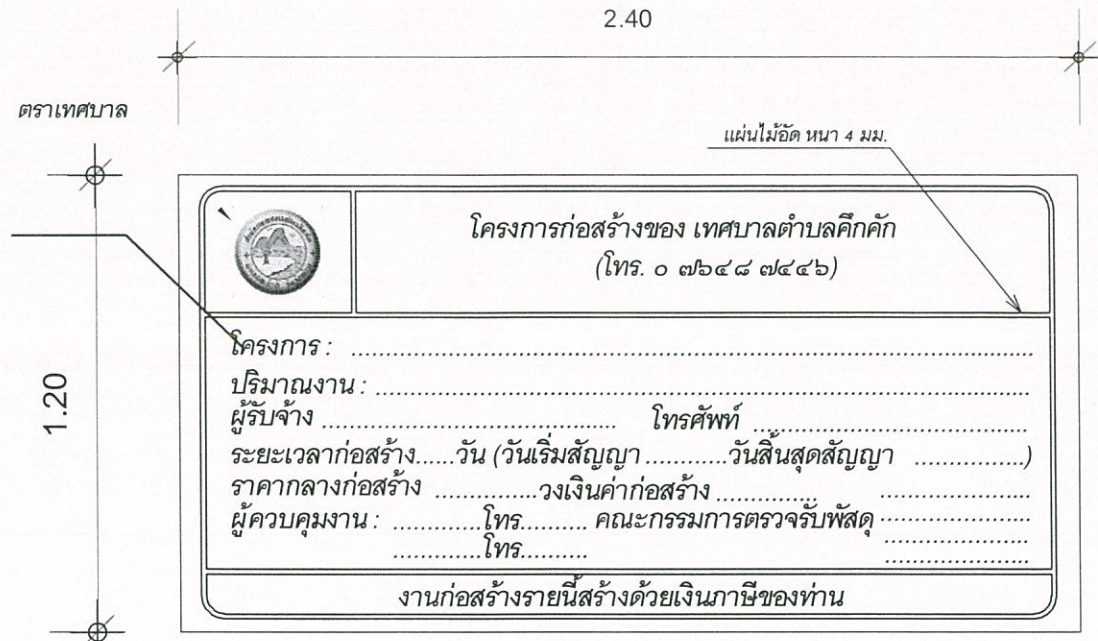 2.40
ตราเทศบาล
แผ่นไม้อัด หนา 4 มม.
โครงการก่อสร้างของ เทศบาลตำบลคึกคัก
(โทร. ๐ ๗๖๔๘ ๗๔๔๖)
1.20
โครงการ : ................................................................................
ปริมาณงาน : ................................................................................
ผู้รับจ้าง ........................................ โทรศัพท์ ........................................
ระยะเวลาก่อสร้าง......วัน (วันเริ่มสัญญา ............วันสิ้นสุดสัญญา ................)
ราคากลางก่อสร้าง ...............วงเงินค่าก่อสร้าง ............... ......................
ผู้ควบคุมงาน : .............โทร.......... คณะกรรมการตรวจรับพัสดุ ......................
.............โทร.......... ......................
งานก่อสร้างรายนี้สร้างด้วยเงินภาษีของท่าน